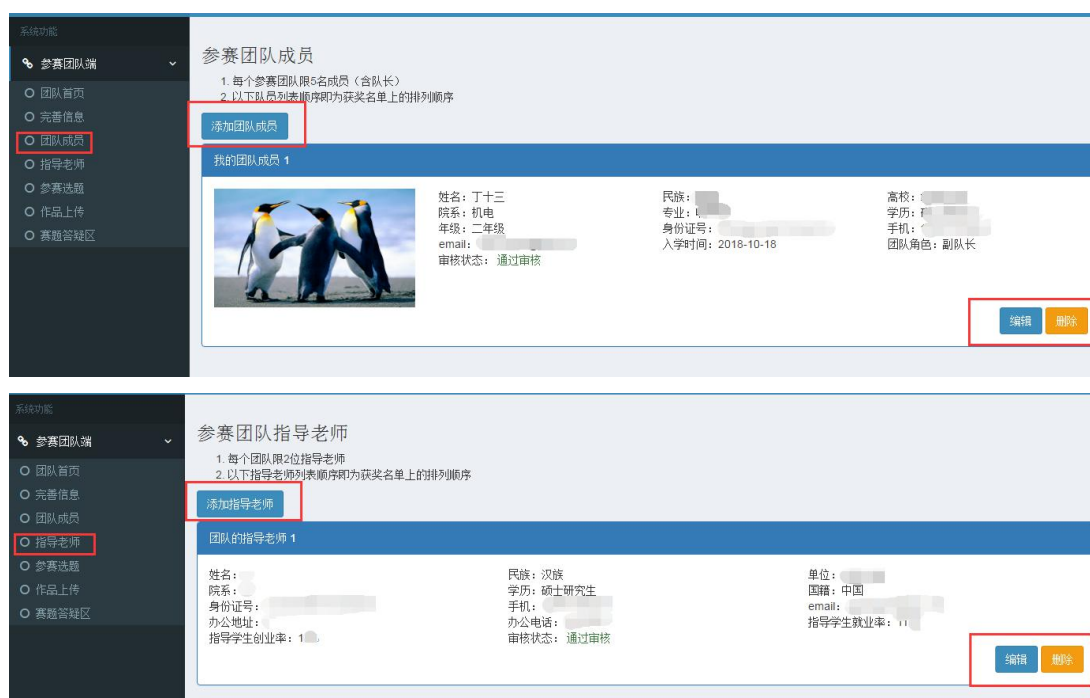 系统功能
参赛团队端
团队首页
完善信息
团队成员
指导老师
参赛选题
作品上传
赛题答疑区
参赛团队成员
1. 每个参赛团队限5名成员（含队长）
2. 以下队员列表顺序即为获奖名单上的排列顺序
添加团队成员
我的团队成员 1
姓名：丁十三
院系：机电
年级：二年级
email：
审核状态：通过审核
民族：
专业：
身份证号：
入学时间：2018-10-18
高校：
学历：
手机：
团队角色：副队长
编辑
删除
系统功能
参赛团队端
团队首页
完善信息
团队成员
指导老师
参赛选题
作品上传
赛题答疑区
参赛团队指导老师
1. 每个团队限2位指导老师
2. 以下指导老师列表顺序即为获奖名单上的排列顺序
添加指导老师
团队的指导老师 1
姓名：
院系：
身份证号：
办公地址：
指导学生创业率：1
民族：汉族
学历：硕士研究生
手机：
办公电话：
审核状态：通过审核
单位：
国籍：中国
email：
指导学生就业率：11
编辑
删除